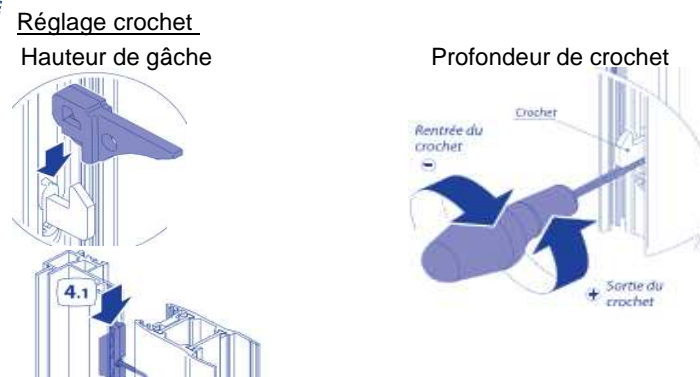 Réglage crochet
Hauteur de gâche
Profondeur de crochet
Crochet
Rentrée du
crochet
-
+ Sortie du
crochet
4.1